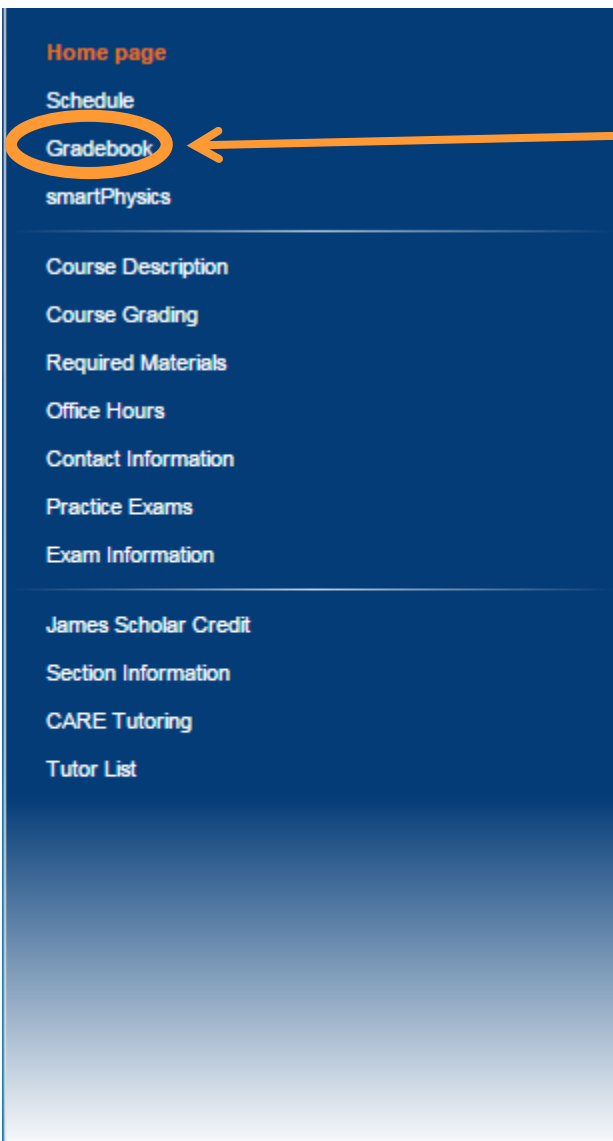 Home page
Schedule
Gradebook
smartPhysics
Course Description
Course Grading
Required Materials
Office Hours
Contact Information
Practice Exams
Exam Information
James Scholar Credit
Section Information
CARE Tutoring
Tutor List